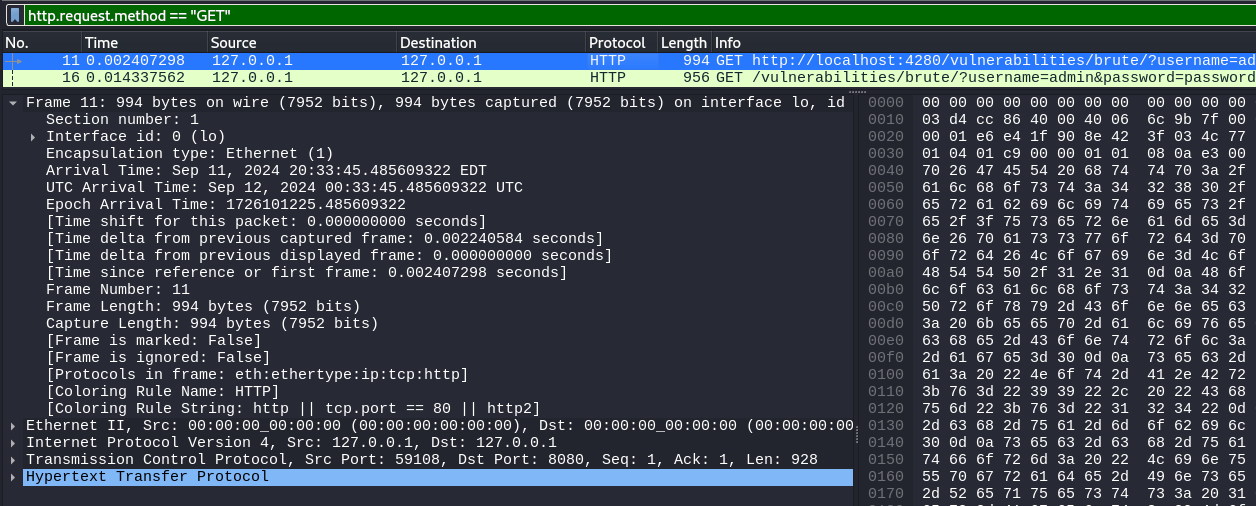 http.request.method == "GET"
No. Time Source Destination Protocol Length Info
11 0.002407298 127.0.0.1 127.0.0.1 HTTP 994 GET http://localhost:4280/vulnerabilities/brute/?username=ad
16 0.014337562 127.0.0.1 127.0.0.1 HTTP 956 GET /vulnerabilities/brute/?username=admin&password=password
Frame 11: 994 bytes on wire (7952 bits), 994 bytes captured (7952 bits) on interface lo, id
Section number: 1
Interface id: 0 (lo)
Encapsulation type: Ethernet (1)
Arrival Time: Sep 11, 2024 20:33:45.485609322 EDT
UTC Arrival Time: Sep 12, 2024 00:33:45.485609322 UTC
Epoch Arrival Time: 1726101225.485609322
[Time shift for this packet: 0.000000000 seconds]
[Time delta from previous captured frame: 0.002240584 seconds]
[Time delta from previous displayed frame: 0.000000000 seconds]
[Time since reference or first frame: 0.002407298 seconds]
Frame Number: 11
Frame Length: 994 bytes (7952 bits)
Capture Length: 994 bytes (7952 bits)
[Frame is marked: False]
[Frame is ignored: False]
[Protocols in frame: eth:ethertype:ip:tcp:http]
[Coloring Rule Name: HTTP]
[Coloring Rule String: http || tcp.port == 80 || http2]
Ethernet II, Src: 00:00:00_00:00:00 (00:00:00:00:00:00), Dst: 00:00:00_00:00:00 (00:00:00:00
Internet Protocol Version 4, Src: 127.0.0.1, Dst: 127.0.0.1
Transmission Control Protocol, Src Port: 59108, Dst Port: 8080, Seq: 1, Ack: 1, Len: 928
Hypertext Transfer Protocol
0000 00 00 00 00 00 00 00 00 00 00 00 00
0010 03 d4 cc 86 40 00 40 06 6c 9b 7f 00
0020 00 01 e6 e4 1f 90 8e 42 3f 03 4c 77
0030 01 04 01 c9 00 00 01 01 08 0a e3 00
0040 70 26 47 45 54 20 68 74 74 70 3a 2f
0050 61 6c 68 6f 73 74 3a 34 32 38 30 2f
0060 65 72 61 62 69 6c 69 74 69 65 73 2f
0070 65 2f 3f 75 73 65 72 6e 61 6d 65 3d
0080 6e 26 70 61 73 73 77 6f 72 64 3d 70
0090 6f 72 64 26 4c 6f 67 69 6e 3d 4c 6f
00a0 48 54 54 50 2f 31 2e 31 0d 0a 48 6f
00b0 6c 6f 63 61 6c 68 6f 73 74 3a 34 32
00c0 50 72 6f 78 79 2d 43 6f 6e 6e 65 63
00d0 3a 20 6b 65 65 70 2d 61 6c 69 76 65
00e0 63 68 65 2d 43 6f 6e 74 72 6f 6c 3a
00f0 2d 61 67 65 3d 30 0d 0a 73 65 63 2d
0100 61 3a 20 22 4e 6f 74 2d 41 2e 42 72
0110 3b 76 3d 22 39 39 22 2c 20 22 43 68
0120 75 6d 22 3b 76 3d 22 31 32 34 22 0d
0130 2d 63 68 2d 75 61 2d 6d 6f 62 69 6c
0140 30 0d 0a 73 65 63 2d 63 68 2d 75 61
0150 74 66 6f 72 6d 3a 20 22 4c 69 6e 75
0160 55 70 67 72 61 64 65 2d 49 6e 73 65
0170 2d 52 65 71 75 65 73 74 73 3a 20 31